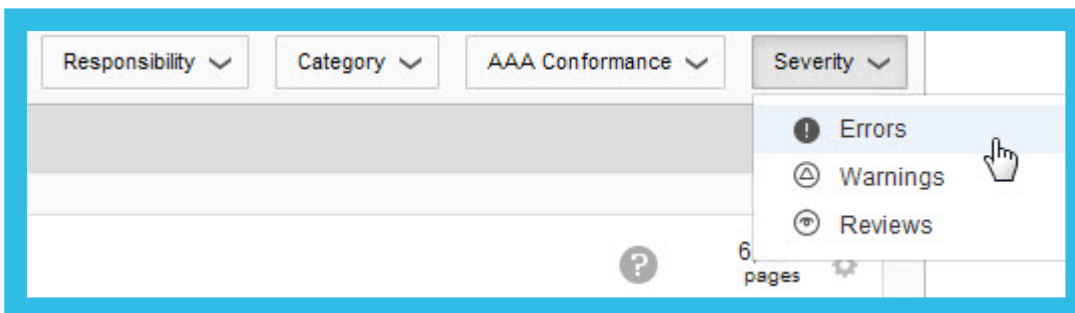 Responsibility Category AAA Conformance Severity
Errors
Warnings
Reviews
pages